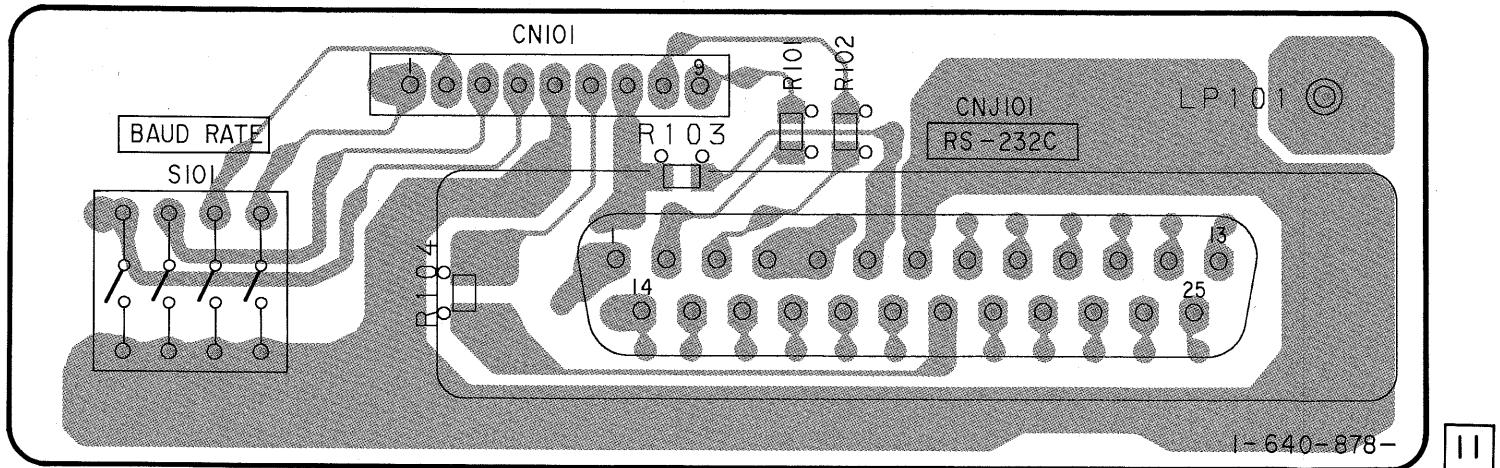 CN101
1
9
R101
R102
LP101
CNJ101
RS-232C
BAUD RATE
R103
S101
R104
1
13
14
25
1-640-878-
11